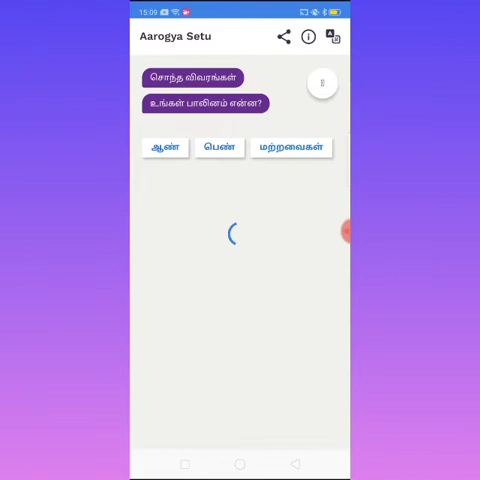 15:09
Aarogya Setu
சொந்த விவரங்கள்
உங்கள் பாலினம் என்ன?
ஆண் பெண் மற்றவைகள்